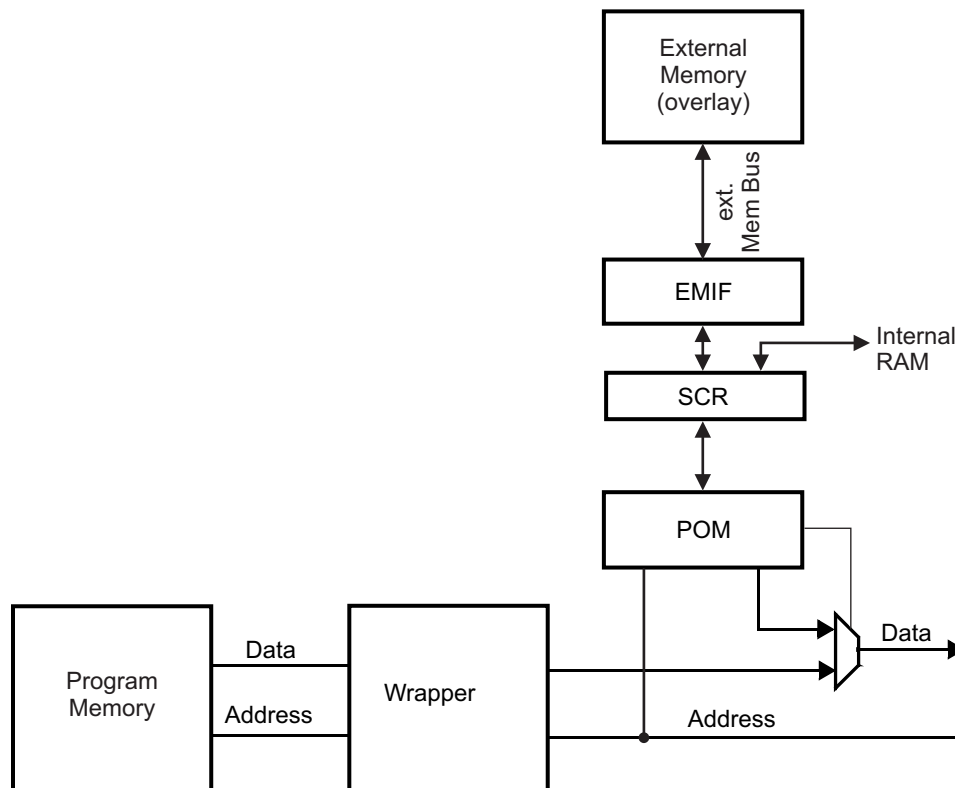 External
Memory
(overlay)
ext.
Mem Bus
EMIF
Internal
RAM
SCR
POM
Data
Data
Program
Memory
Wrapper
Address
Address